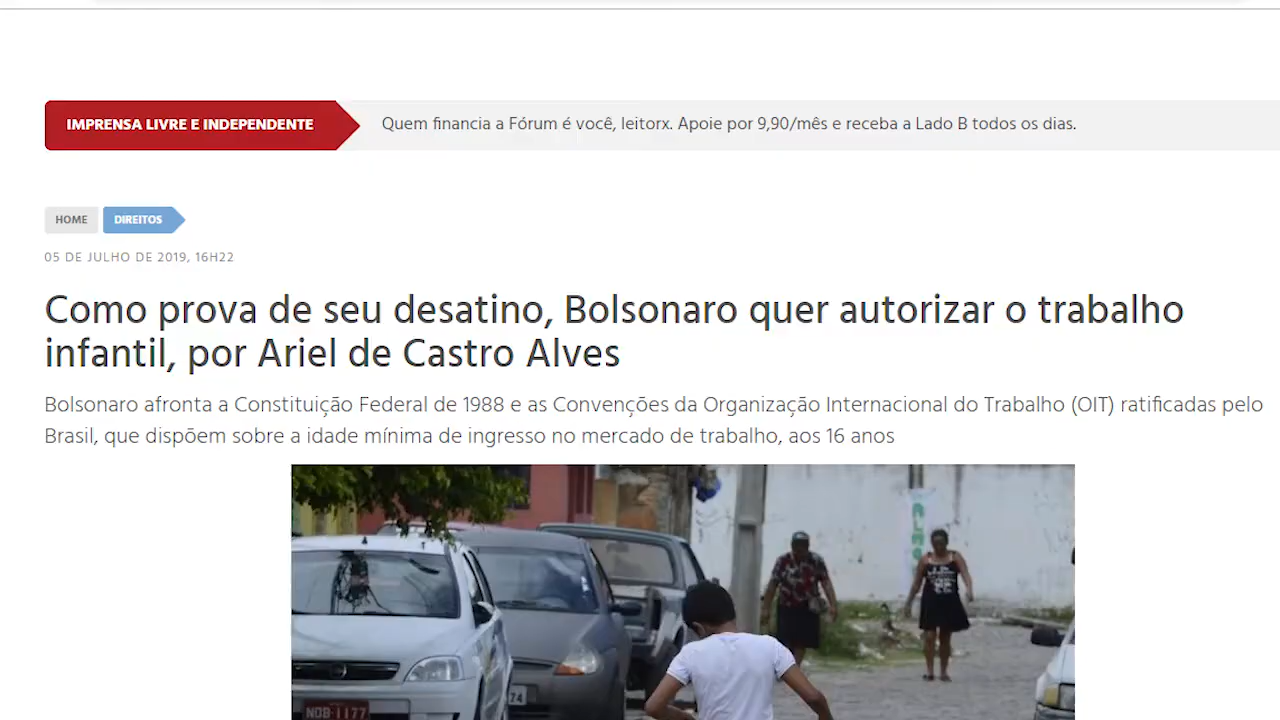 IMPRENSA LIVRE E INDEPENDENTE
Quem financia a Fórum é você, leitorx. Apoie por 9,90/mês e receba a Lado B todos os dias.
HOME
DIREITOS
05 DE JULHO DE 2019, 16H22
Como prova de seu desatino, Bolsonaro quer autorizar o trabalho
infantil, por Ariel de Castro Alves
Bolsonaro afronta a Constituição Federal de 1988 e as Convenções da Organização Internacional do Trabalho (OIT) ratificadas pelo
Brasil, que dispõem sobre a idade mínima de ingresso no mercado de trabalho, aos 16 anos
74